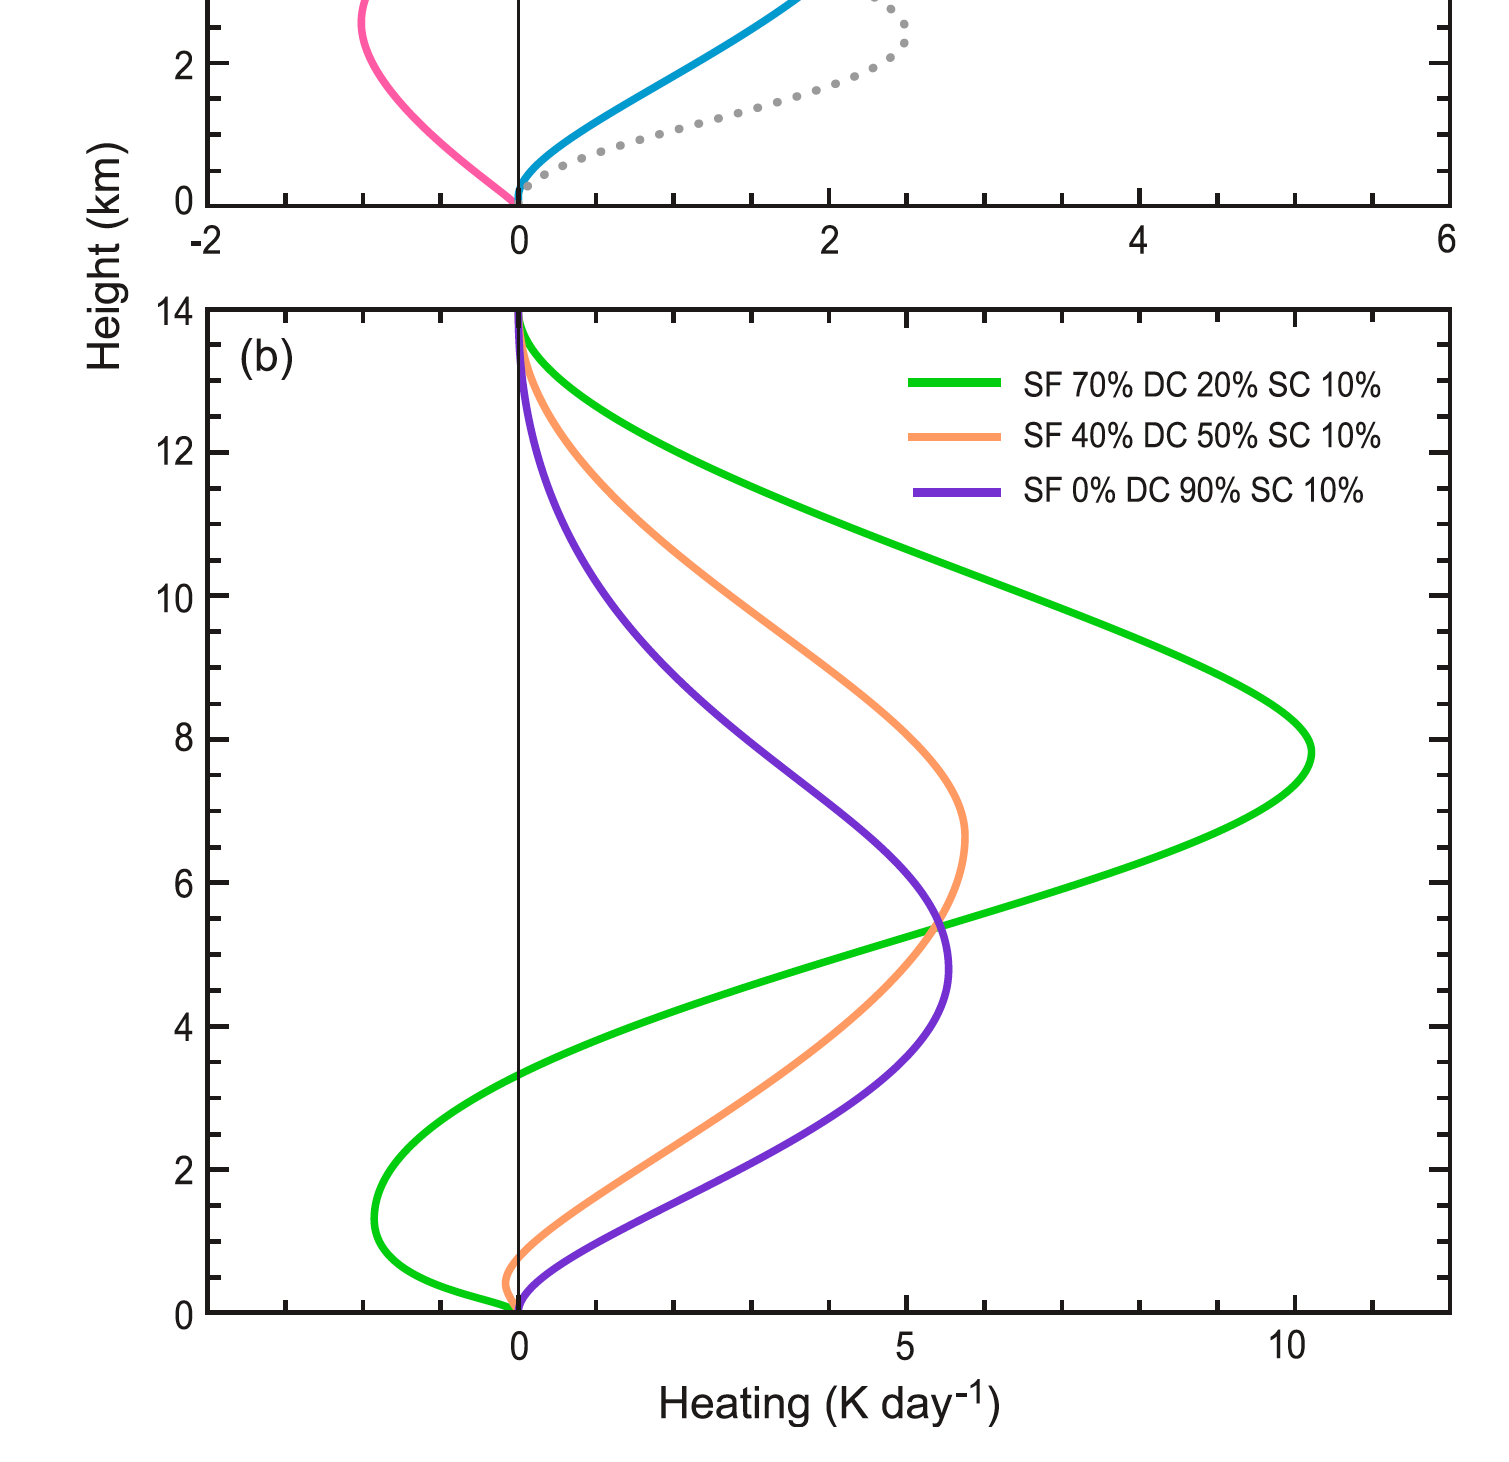 2
0
-2 0 2 4 6
Height (km)
14
(b)
SF 70% DC 20% SC 10%
SF 40% DC 50% SC 10%
SF 0% DC 90% SC 10%
12
10
8
6
4
2
0
0 5 10
Heating (K day⁻¹)